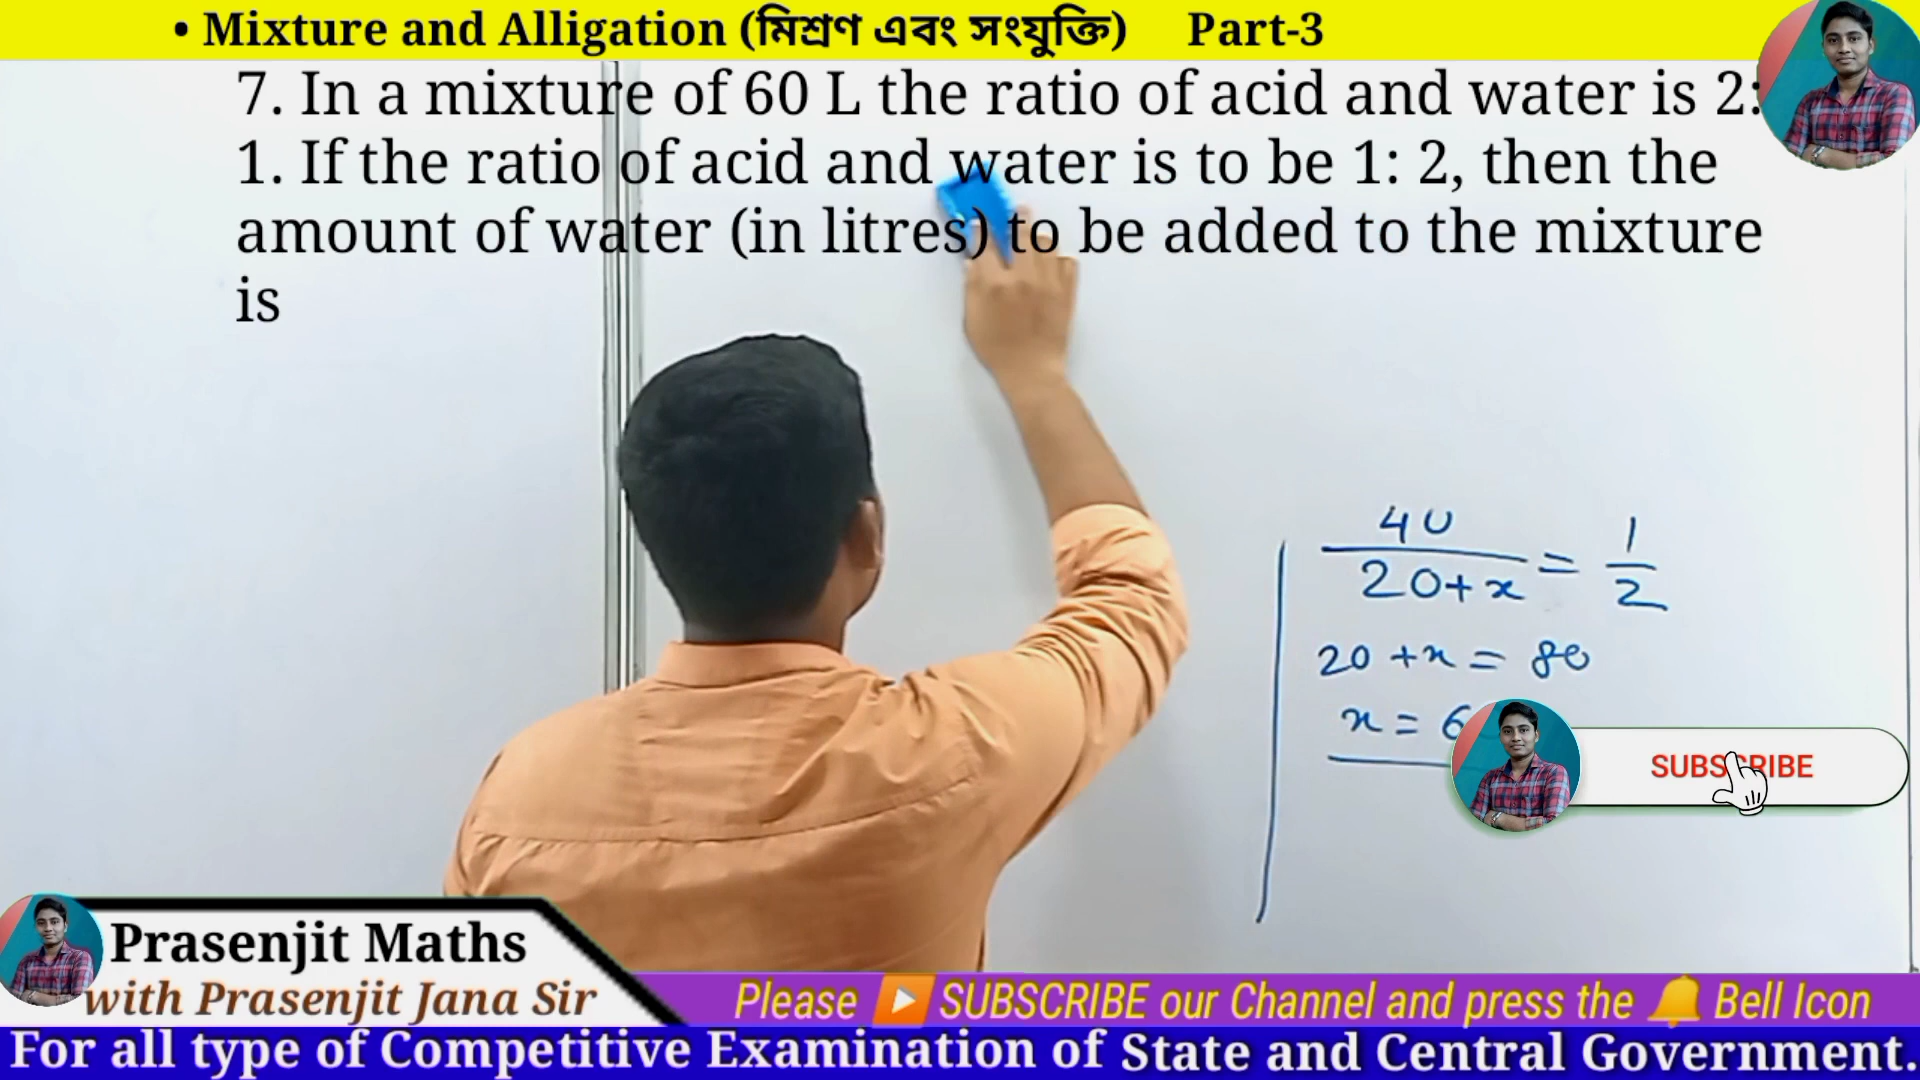 • Mixture and Alligation (মিশ্রণ এবং সংযুক্তি) Part-3
7. In a mixture of 60 L the ratio of acid and water is 2:
1. If the ratio of acid and water is to be 1: 2, then the
amount of water (in litres) to be added to the mixture
is
40 / 20+x = 1 / 2
20 + x = 80
x = 6
SUBSCRIBE
Prasenjit Maths
with Prasenjit Jana Sir
Please SUBSCRIBE our Channel and press the Bell Icon
For all type of Competitive Examination of State and Central Government.